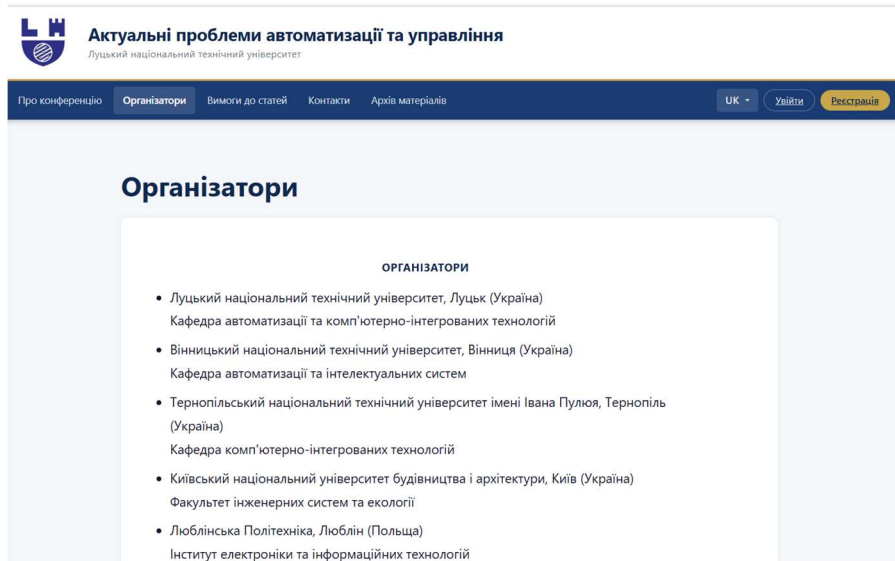 Актуальні проблеми автоматизації та управління
Луцький національний технічний університет
Про конференцію Організатори Вимоги до статей Контакти Архів матеріалів UK Увійти Реєстрація
Організатори
ОРГАНІЗАТОРИ
• Луцький національний технічний університет, Луцьк (Україна)
Кафедра автоматизації та комп'ютерно-інтегрованих технологій
• Вінницький національний технічний університет, Вінниця (Україна)
Кафедра автоматизації та інтелектуальних систем
• Тернопільський національний технічний університет імені Івана Пулюя, Тернопіль
(Україна)
Кафедра комп'ютерно-інтегрованих технологій
• Київський національний університет будівництва і архітектури, Київ (Україна)
Факультет інженерних систем та екології
• Люблінська Політехніка, Люблін (Польща)
Інститут електроніки та інформаційних технологій